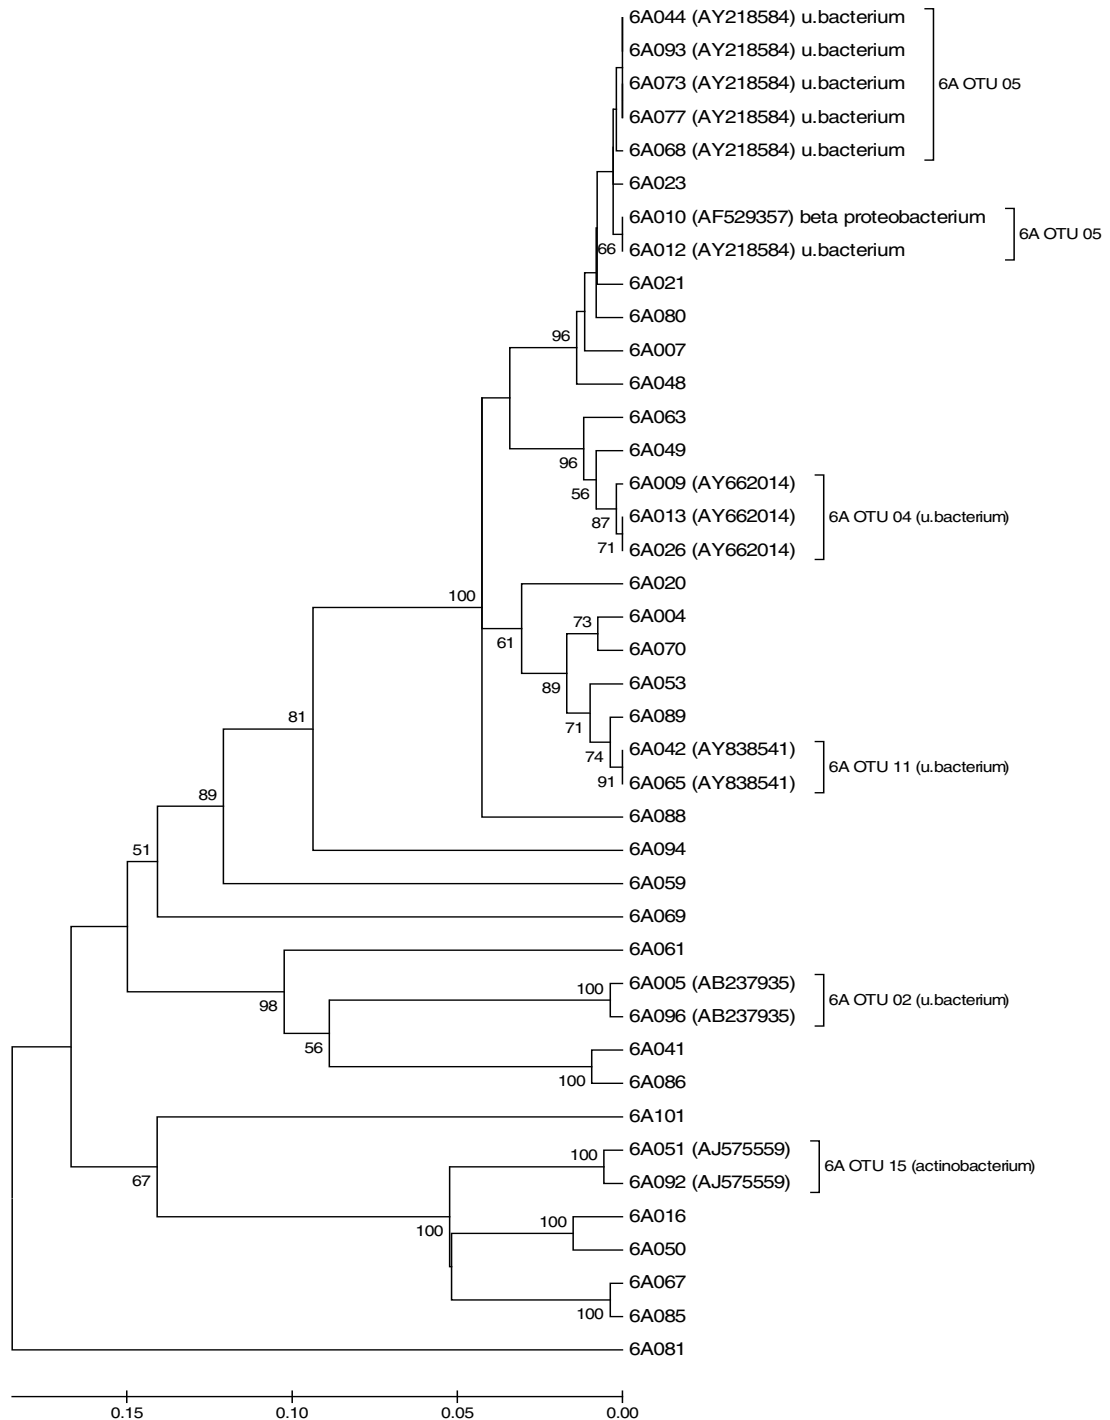 6A044 (AY218584) u.bacterium
6A093 (AY218584) u.bacterium
6A073 (AY218584) u.bacterium
6A OTU 05
6A077 (AY218584) u.bacterium
6A068 (AY218584) u.bacterium
6A023
6A010 (AF529357) beta proteobacterium
6A OTU 05
66
6A012 (AY218584) u.bacterium
6A021
6A080
96
6A007
6A048
6A063
6A049
96
6A009 (AY662014)
56
6A013 (AY662014)
6A OTU 04 (u.bacterium)
87
6A026 (AY662014)
71
6A020
100
6A004
73
6A070
61
6A053
89
6A089
71
6A042 (AY838541)
74
6A OTU 11 (u.bacterium)
6A065 (AY838541)
91
6A088
81
6A094
89
6A059
51
6A069
6A061
6A005 (AB237935)
100
6A OTU 02 (u.bacterium)
98
6A096 (AB237935)
6A041
56
6A086
100
6A101
6A051 (AJ575559)
100
6A OTU 15 (actinobacterium)
67
6A092 (AJ575559)
6A016
100
100
6A050
6A067
6A085
100
6A081
0.15 0.10 0.05 0.00